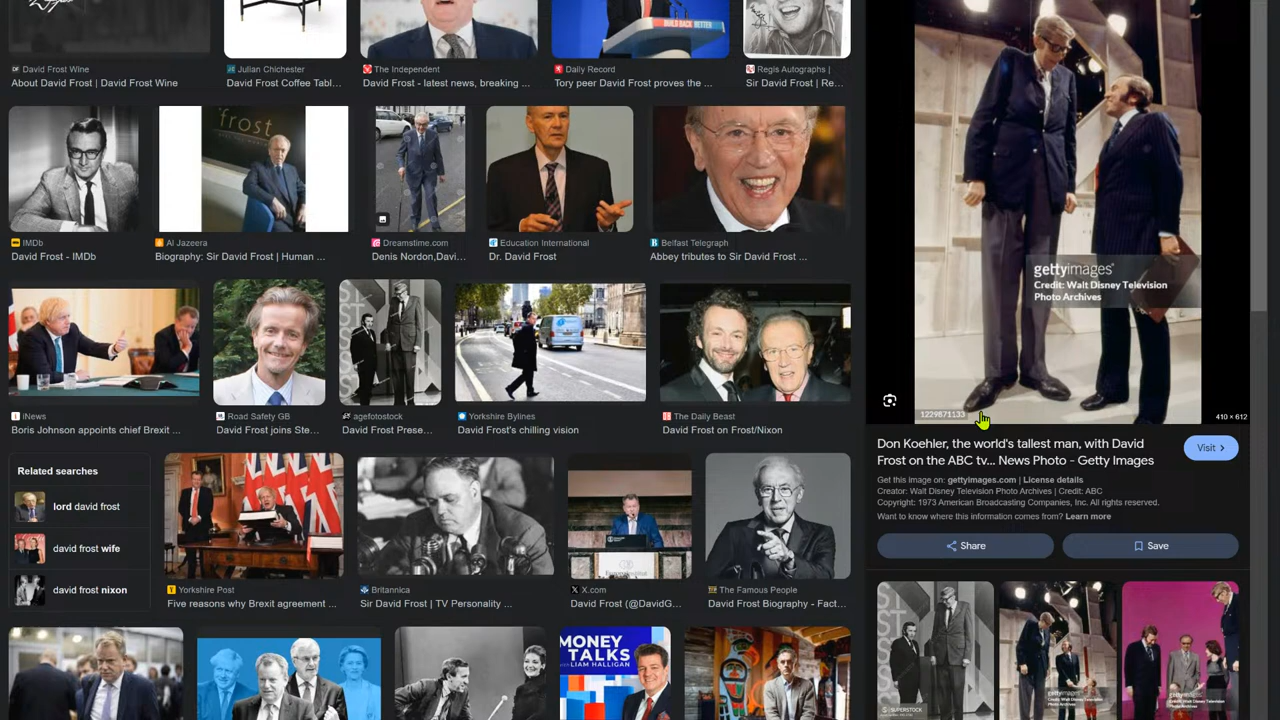 WORLD BACK BETTER
David Frost Wine
About David Frost | David Frost Wine
Julian Chichester
David Frost Coffee Tabl...
The Independent
David Frost - latest news, breaking ...
Daily Record
Tory peer David Frost proves the ...
Regis Autographs |
Sir David Frost | Re...
frost
IMDb
David Frost - IMDb
Al Jazeera
Biography: Sir David Frost | Human ...
Dreamstime.com
Denis Nordon,Davi...
Education International
Dr. David Frost
Belfast Telegraph
Abbey tributes to Sir David Frost ...
iNews
Boris Johnson appoints chief Brexit ...
Road Safety GB
David Frost joins Ste...
agefotostock
David Frost Prese...
Yorkshire Bylines
David Frost's chilling vision
The Daily Beast
David Frost on Frost/Nixon
Related searches
lord david frost
david frost wife
david frost nixon
Yorkshire Post
Five reasons why Brexit agreement ...
Britannica
Sir David Frost | TV Personality ...
X.com
David Frost (@DavidG...
The Famous People
David Frost Biography - Fact...
MONEY
TALKS
with LIAM HALLIGAN
gettyimages
Credit: Walt Disney Television
Photo Archives
1229871133
410 × 612
Don Koehler, the world's tallest man, with David
Frost on the ABC tv... News Photo - Getty Images
Visit
Get this image on: gettyimages.com | License details
Creator: Walt Disney Television Photo Archives | Credit: ABC
Copyright: 1973 American Broadcasting Companies, Inc. All rights reserved.
Want to know where this information comes from? Learn more
Share
Save
SUPERSTOCK